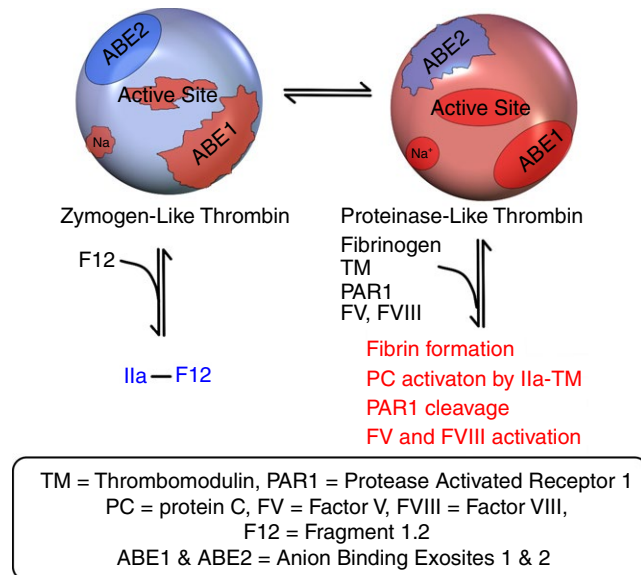 ABE2
Active Site
Na
ABE1
ABE2
Active Site
Na⁺
ABE1
Zymogen-Like Thrombin
Proteinase-Like Thrombin
F12
IIa — F12
Fibrinogen
TM
PAR1
FV, FVIII
Fibrin formation
PC activaton by IIa-TM
PAR1 cleavage
FV and FVIII activation
TM = Thrombomodulin, PAR1 = Protease Activated Receptor 1
PC = protein C, FV = Factor V, FVIII = Factor VIII,
F12 = Fragment 1.2
ABE1 & ABE2 = Anion Binding Exosites 1 & 2